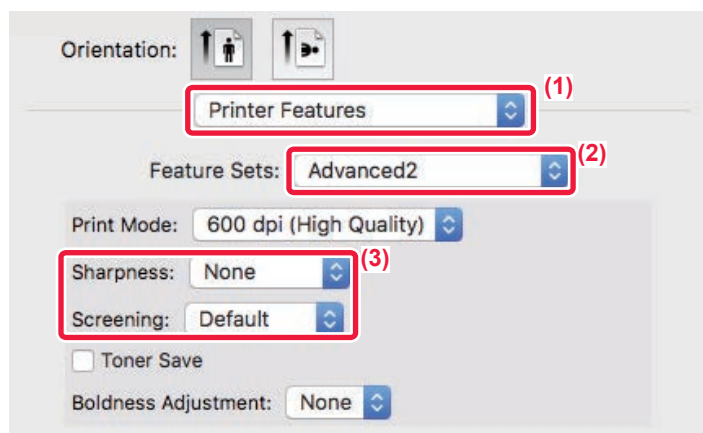 Orientation:
(1)
Printer Features
(2)
Feature Sets: Advanced2
Print Mode: 600 dpi (High Quality)
(3)
Sharpness: None
Screening: Default
Toner Save
Boldness Adjustment: None